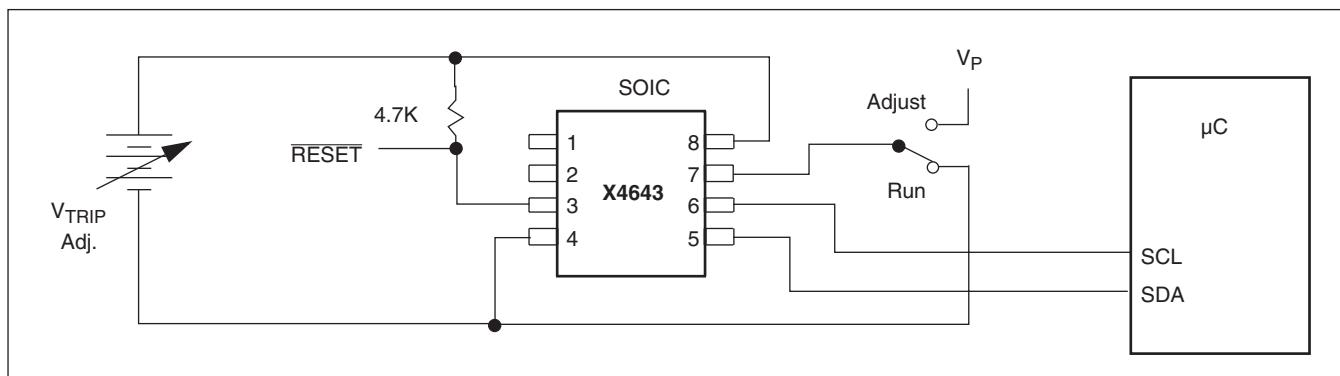 V_P
SOIC
Adjust
µC
4.7K
1 8
RESET
2 7
X4643
Run
3 6
V_TRIP
Adj.
4 5
SCL
SDA